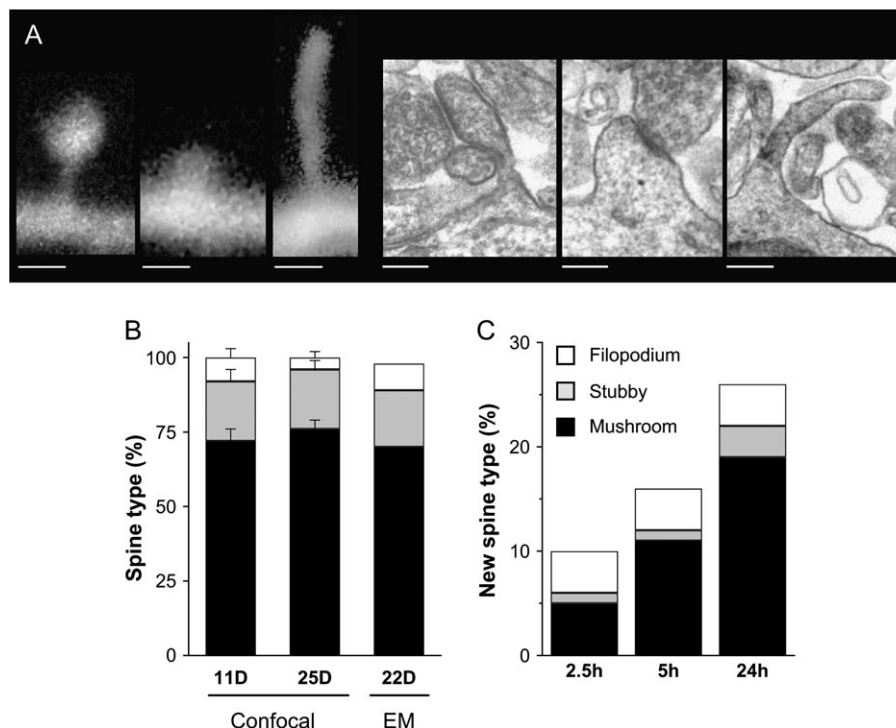 A
B
C
Spine type (%)
100
75
50
25
0
11D 25D 22D
Confocal EM
New spine type (%)
30
20
10
0
Filopodium
Stubby
Mushroom
2.5h 5h 24h